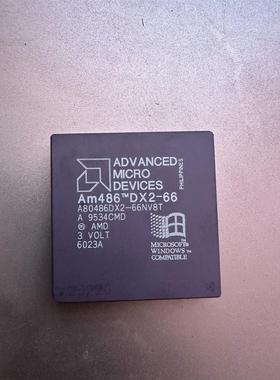 ADVANCED
MICRO
DEVICES
PHILIPPINES
Am486™DX2-66
A80486DX2-66NV8T
A 9534CMD
Ⓜ AMD
3 VOLT
6023A
MICROSOFT®
WINDOWS™
COMPATIBLE